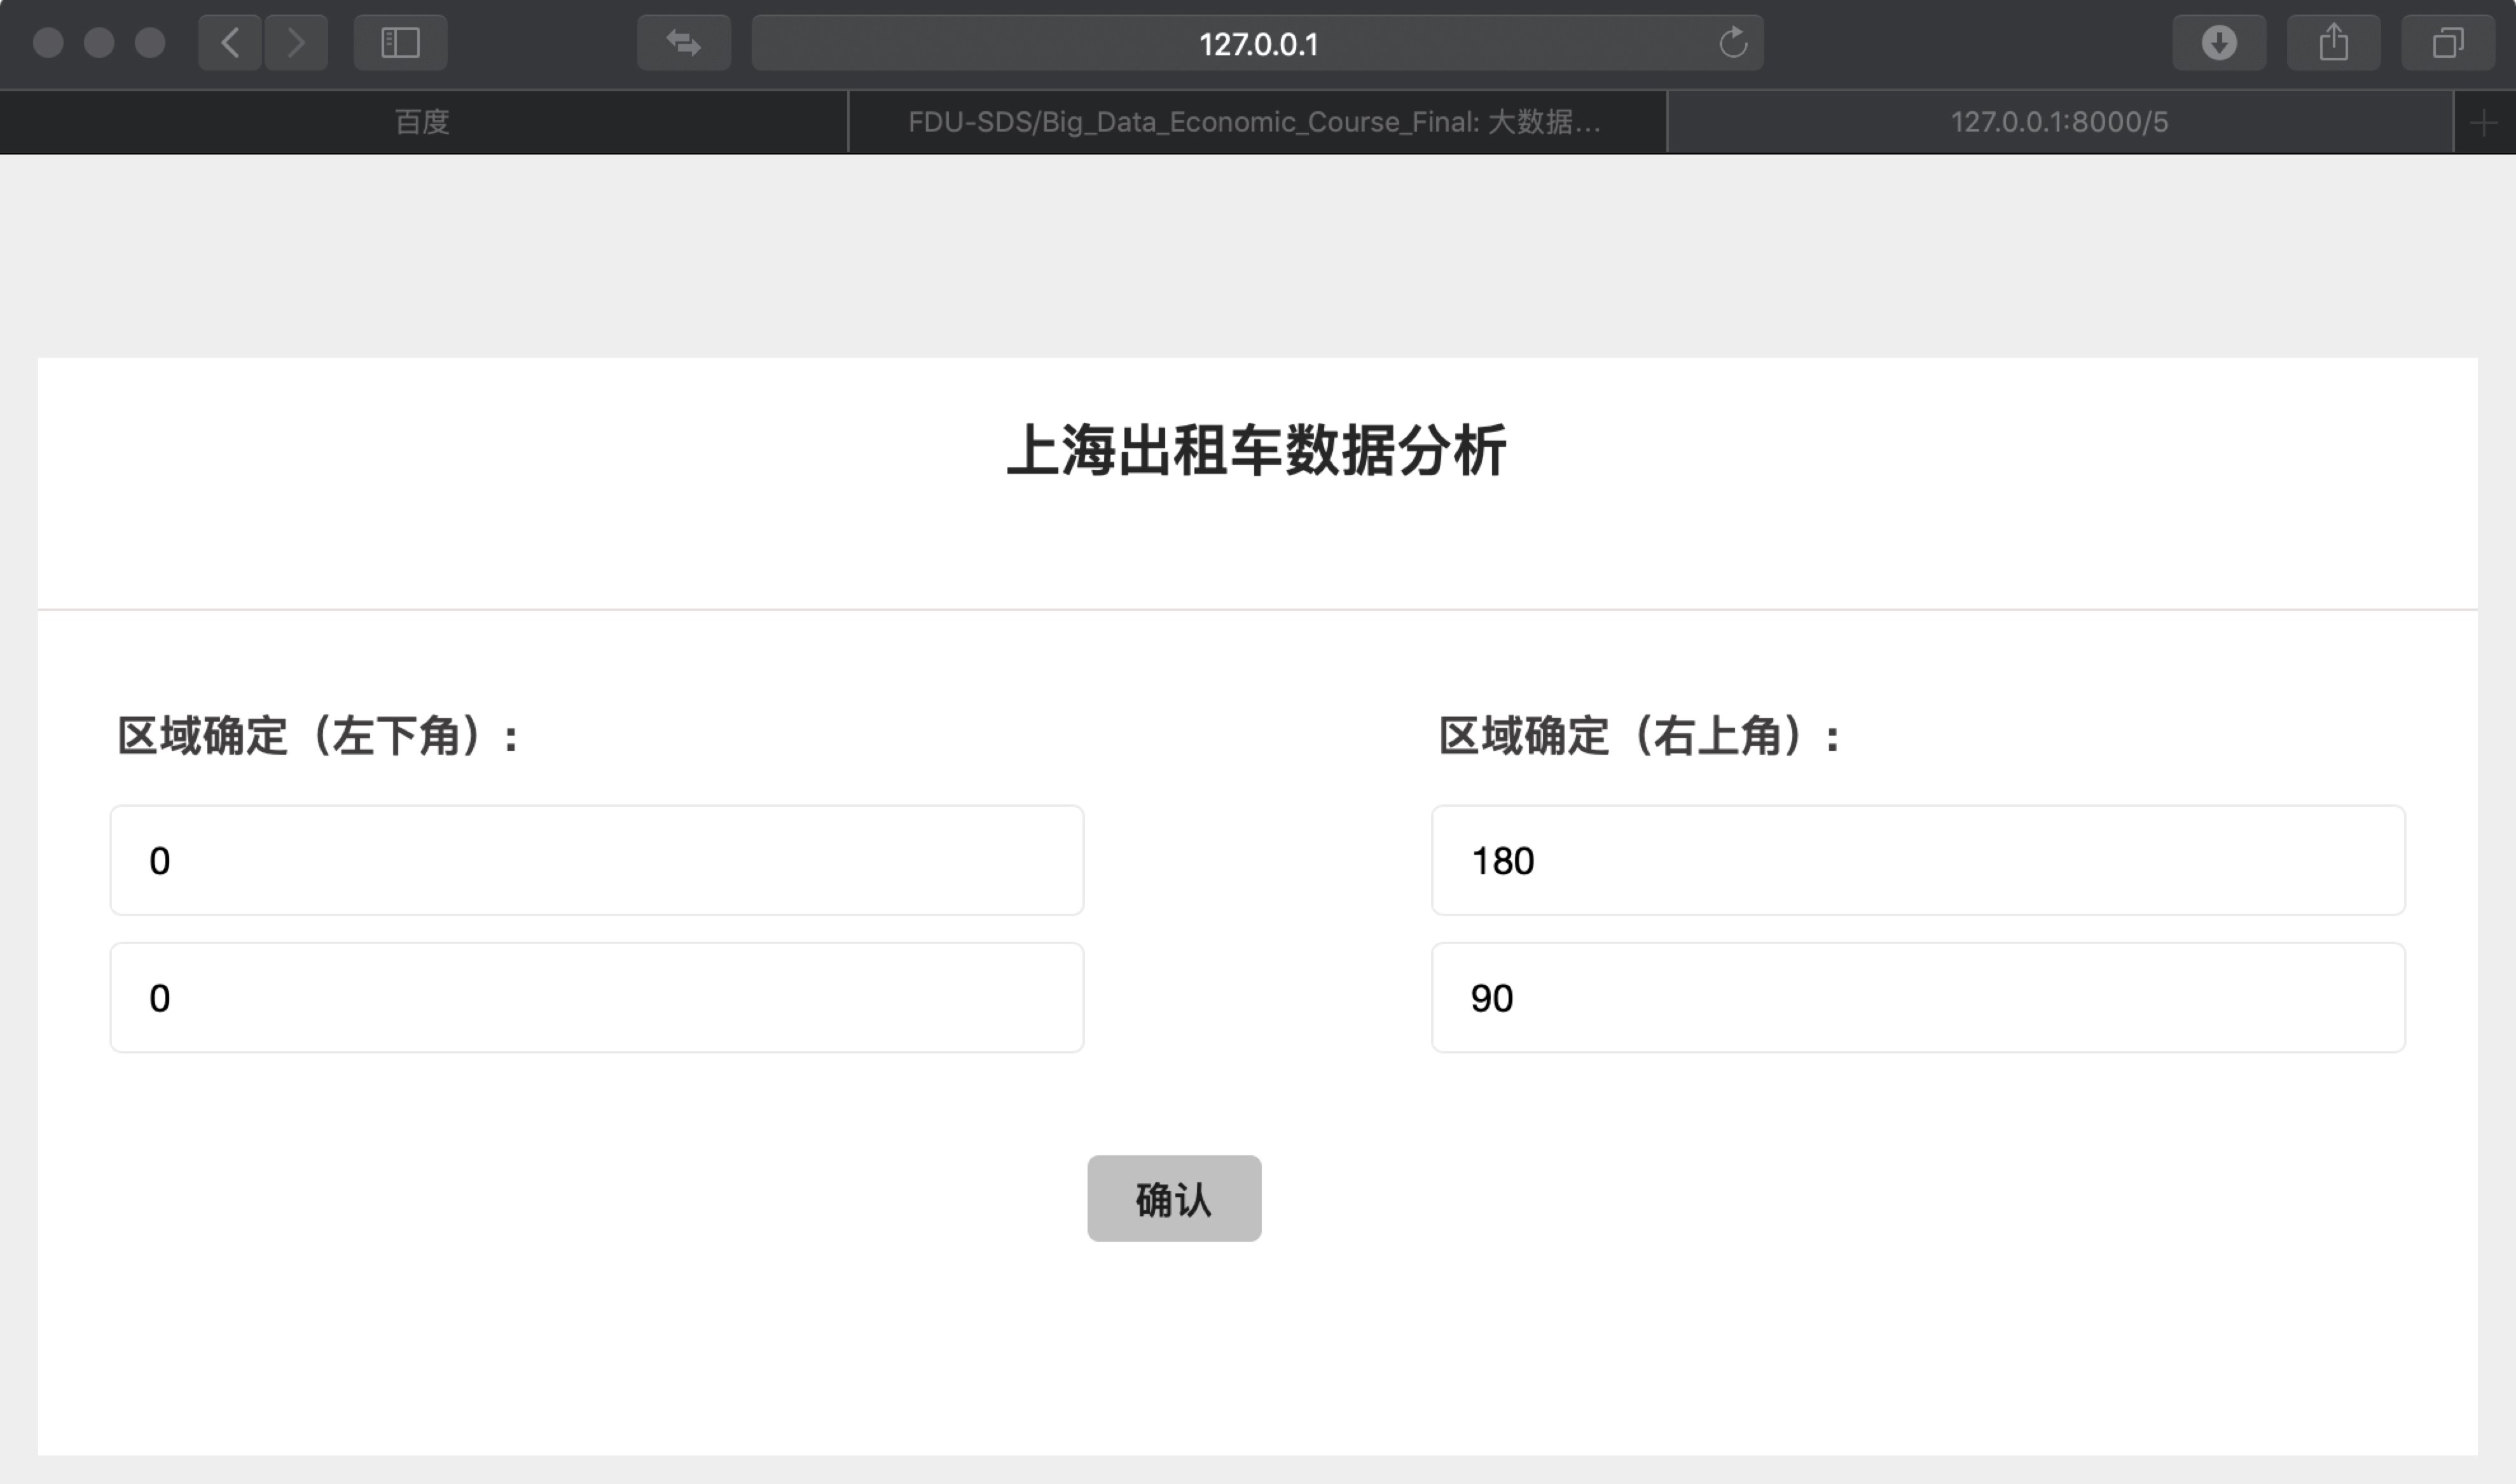 127.0.0.1
百度
FDU-SDS/Big_Data_Economic_Course_Final: 大数据...
127.0.0.1:8000/5
上海出租车数据分析
区域确定（左下角）:
区域确定（右上角）:
0
180
0
90
确认